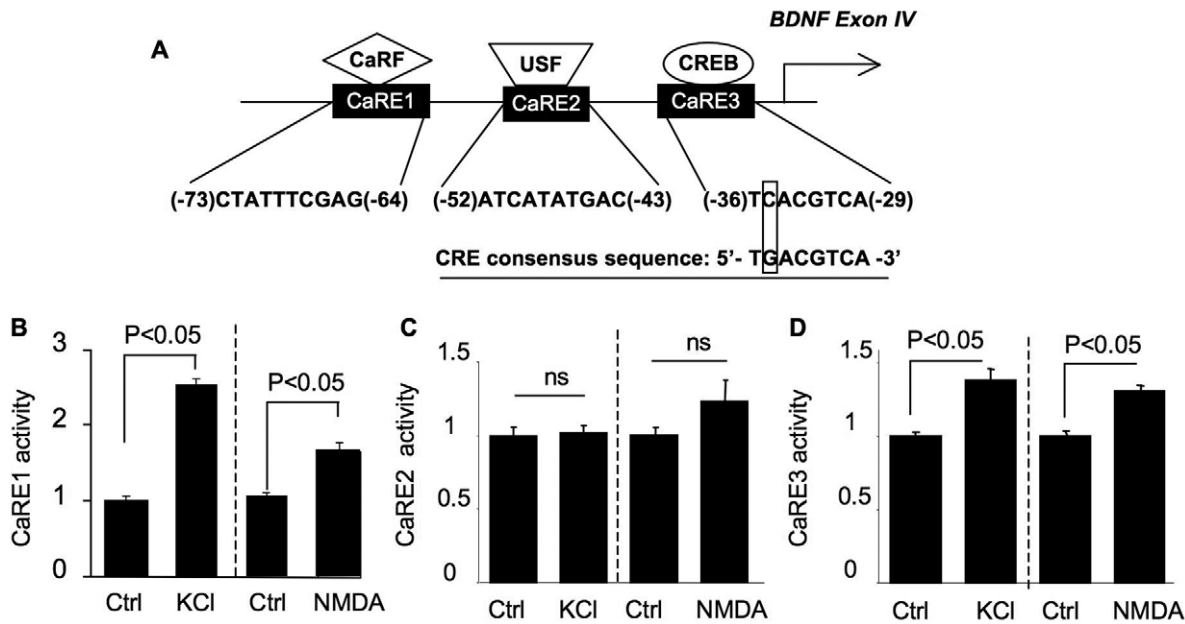 BDNF Exon IV
A
CaRF
USF
CREB
CaRE1
CaRE2
CaRE3
(-73)CTATTTCGAG(-64)
(-52)ATCATATGAC(-43)
(-36)TCACGTCA(-29)
CRE consensus sequence: 5’- TGACGTCA -3’
B
CaRE1 activity
3
2
1
0
P<0.05
P<0.05
Ctrl
KCl
Ctrl
NMDA
C
CaRE2 activity
1.5
1
0.5
0
ns
ns
Ctrl
KCl
Ctrl
NMDA
D
CaRE3 activity
1.5
1
0.5
0
P<0.05
P<0.05
Ctrl
KCl
Ctrl
NMDA